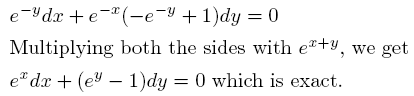 e^{-y}dx + e^{-x}(-e^{-y} + 1)dy = 0
Multiplying both the sides with e^{x+y}, we get
e^{x}dx + (e^{y} − 1)dy = 0 which is exact.